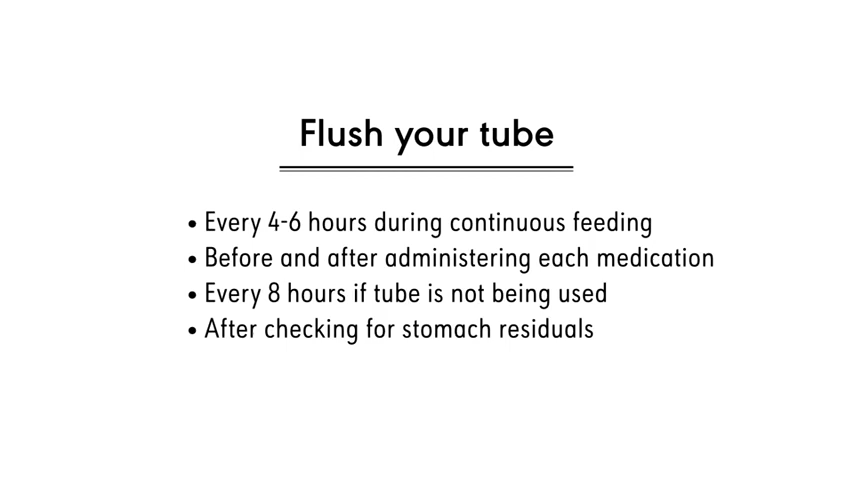 Flush your tube
• Every 4-6 hours during continuous feeding
• Before and after administering each medication
• Every 8 hours if tube is not being used
• After checking for stomach residuals